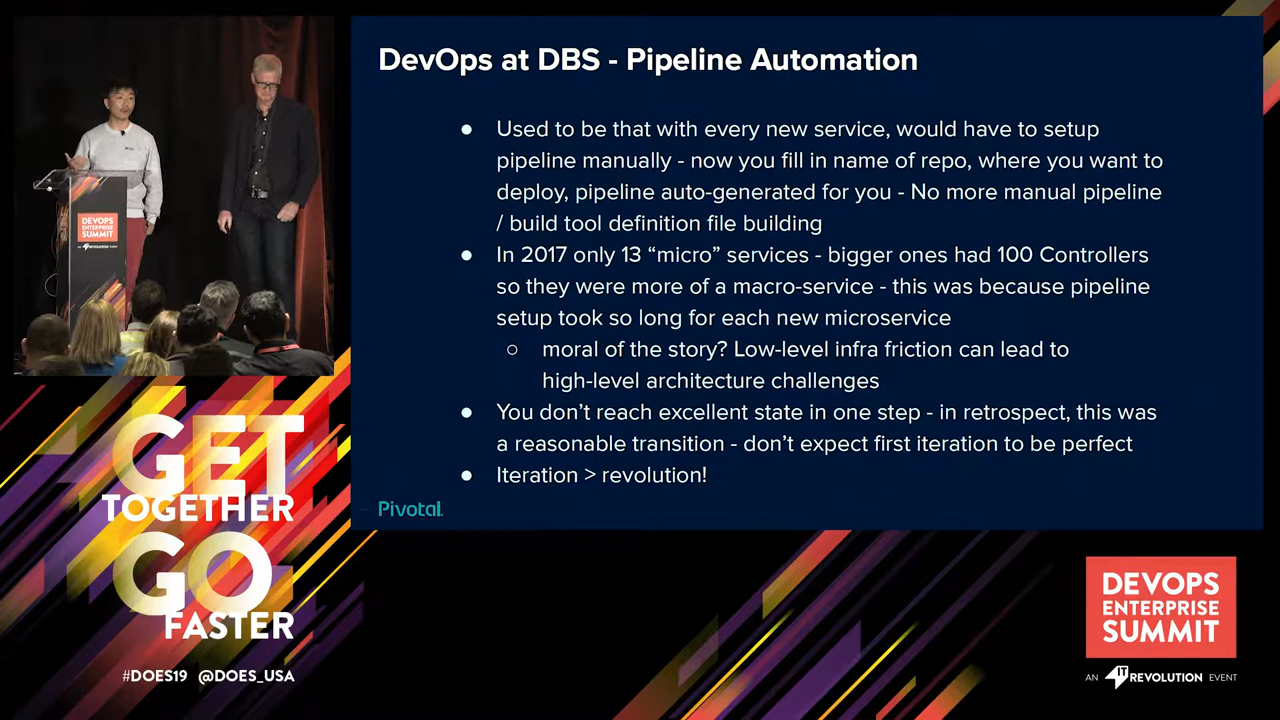 DevOps at DBS - Pipeline Automation
● Used to be that with every new service, would have to setup
pipeline manually - now you fill in name of repo, where you want to
deploy, pipeline auto-generated for you - No more manual pipeline
/ build tool definition file building
● In 2017 only 13 “micro” services - bigger ones had 100 Controllers
so they were more of a macro-service - this was because pipeline
setup took so long for each new microservice
○ moral of the story? Low-level infra friction can lead to
high-level architecture challenges
● You don’t reach excellent state in one step - in retrospect, this was
a reasonable transition - don’t expect first iteration to be perfect
● Iteration > revolution!
Pivotal
DEVOPS
ENTERPRISE
SUMMIT
GET
TOGETHER
GO
FASTER
#DOES19 @DOES_USA
DEVOPS
ENTERPRISE
SUMMIT
AN IT REVOLUTION EVENT